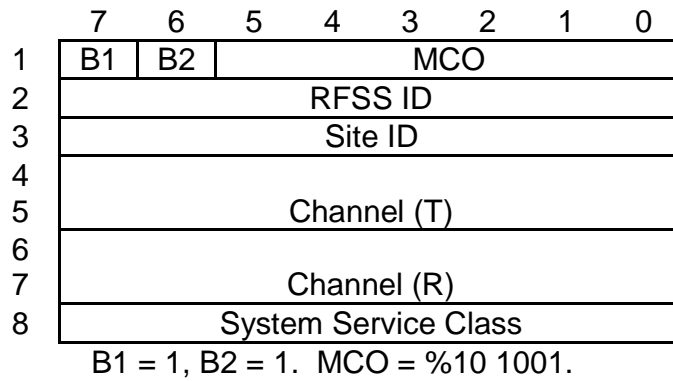 7 6 5 4 3 2 1 0
1 B1 B2 MCO
2 RFSS ID
3 Site ID
4
5 Channel (T)
6
7 Channel (R)
8 System Service Class
B1 = 1, B2 = 1. MCO = %10 1001.